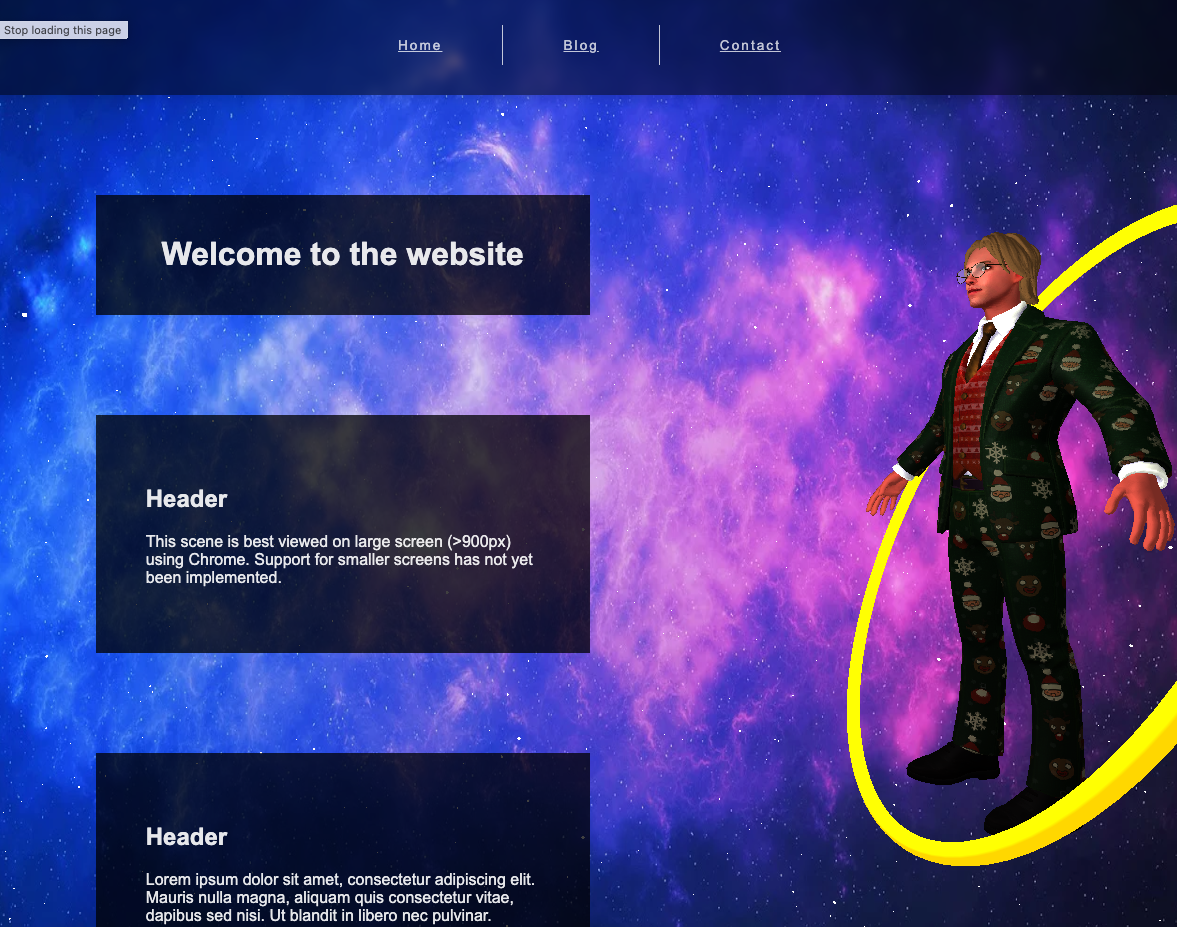 Stop loading this page
Home
Blog
Contact
Welcome to the website
Header
This scene is best viewed on large screen (>900px)
using Chrome. Support for smaller screens has not yet
been implemented.
Header
Lorem ipsum dolor sit amet, consectetur adipiscing elit.
Mauris nulla magna, aliquam quis consectetur vitae,
dapibus sed nisi. Ut blandit in libero nec pulvinar.